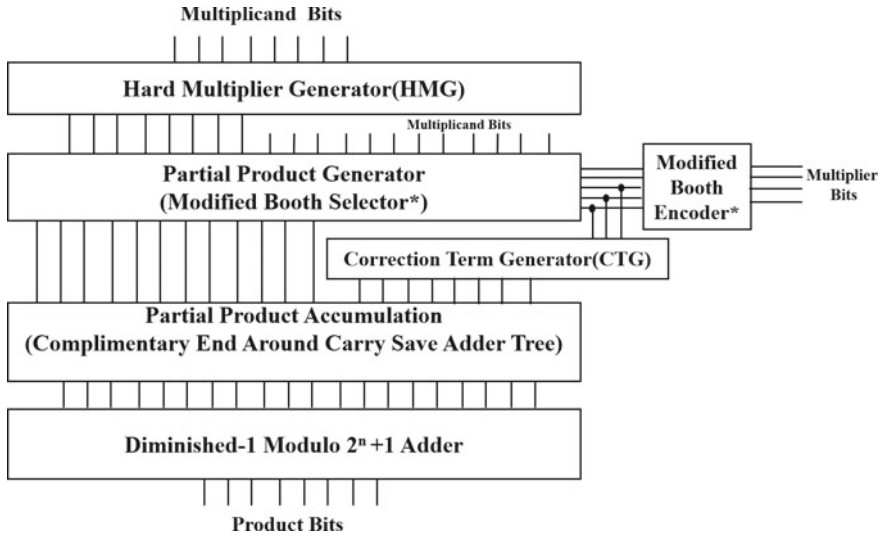 Multiplicand Bits
Hard Multiplier Generator(HMG)
Multiplicand Bits
Partial Product Generator
(Modified Booth Selector*)
Modified
Booth
Encoder*
Multiplier
Bits
Correction Term Generator(CTG)
Partial Product Accumulation
(Complimentary End Around Carry Save Adder Tree)
Diminished-1 Modulo 2ⁿ +1 Adder
Product Bits